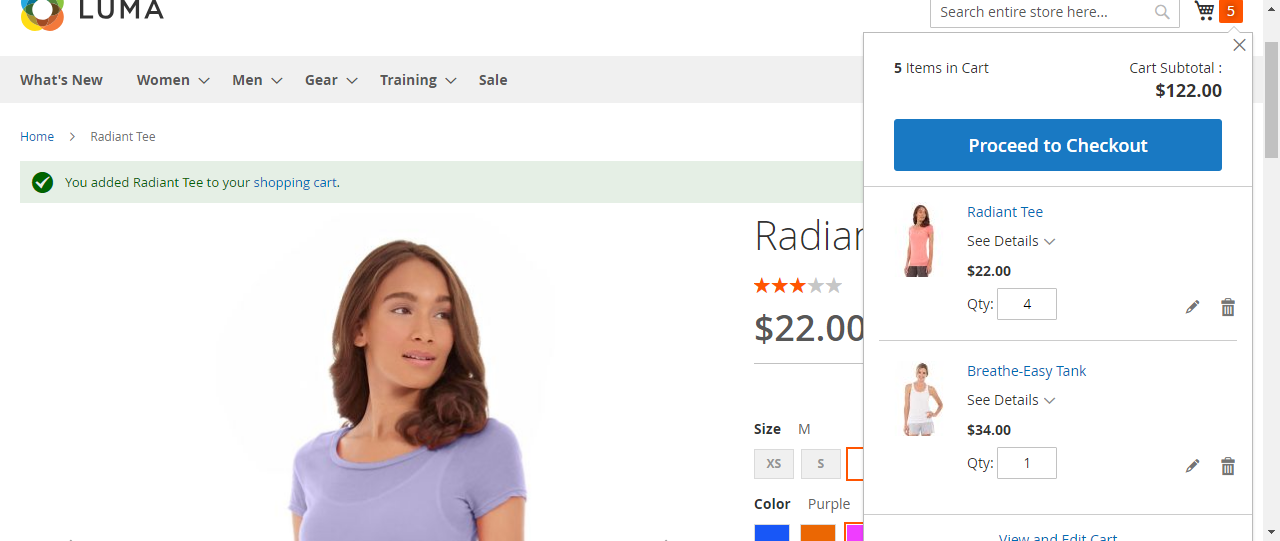 LUMA
Search entire store here...
5
What's New
Women
Men
Gear
Training
Sale
Home
Radiant Tee
You added Radiant Tee to your shopping cart.
Radian
$22.00
Size M
XS
S
Color Purple
5 Items in Cart
Cart Subtotal :
$122.00
Proceed to Checkout
Radiant Tee
See Details
$22.00
Qty: 4
Breathe-Easy Tank
See Details
$34.00
Qty: 1
View and Edit Cart